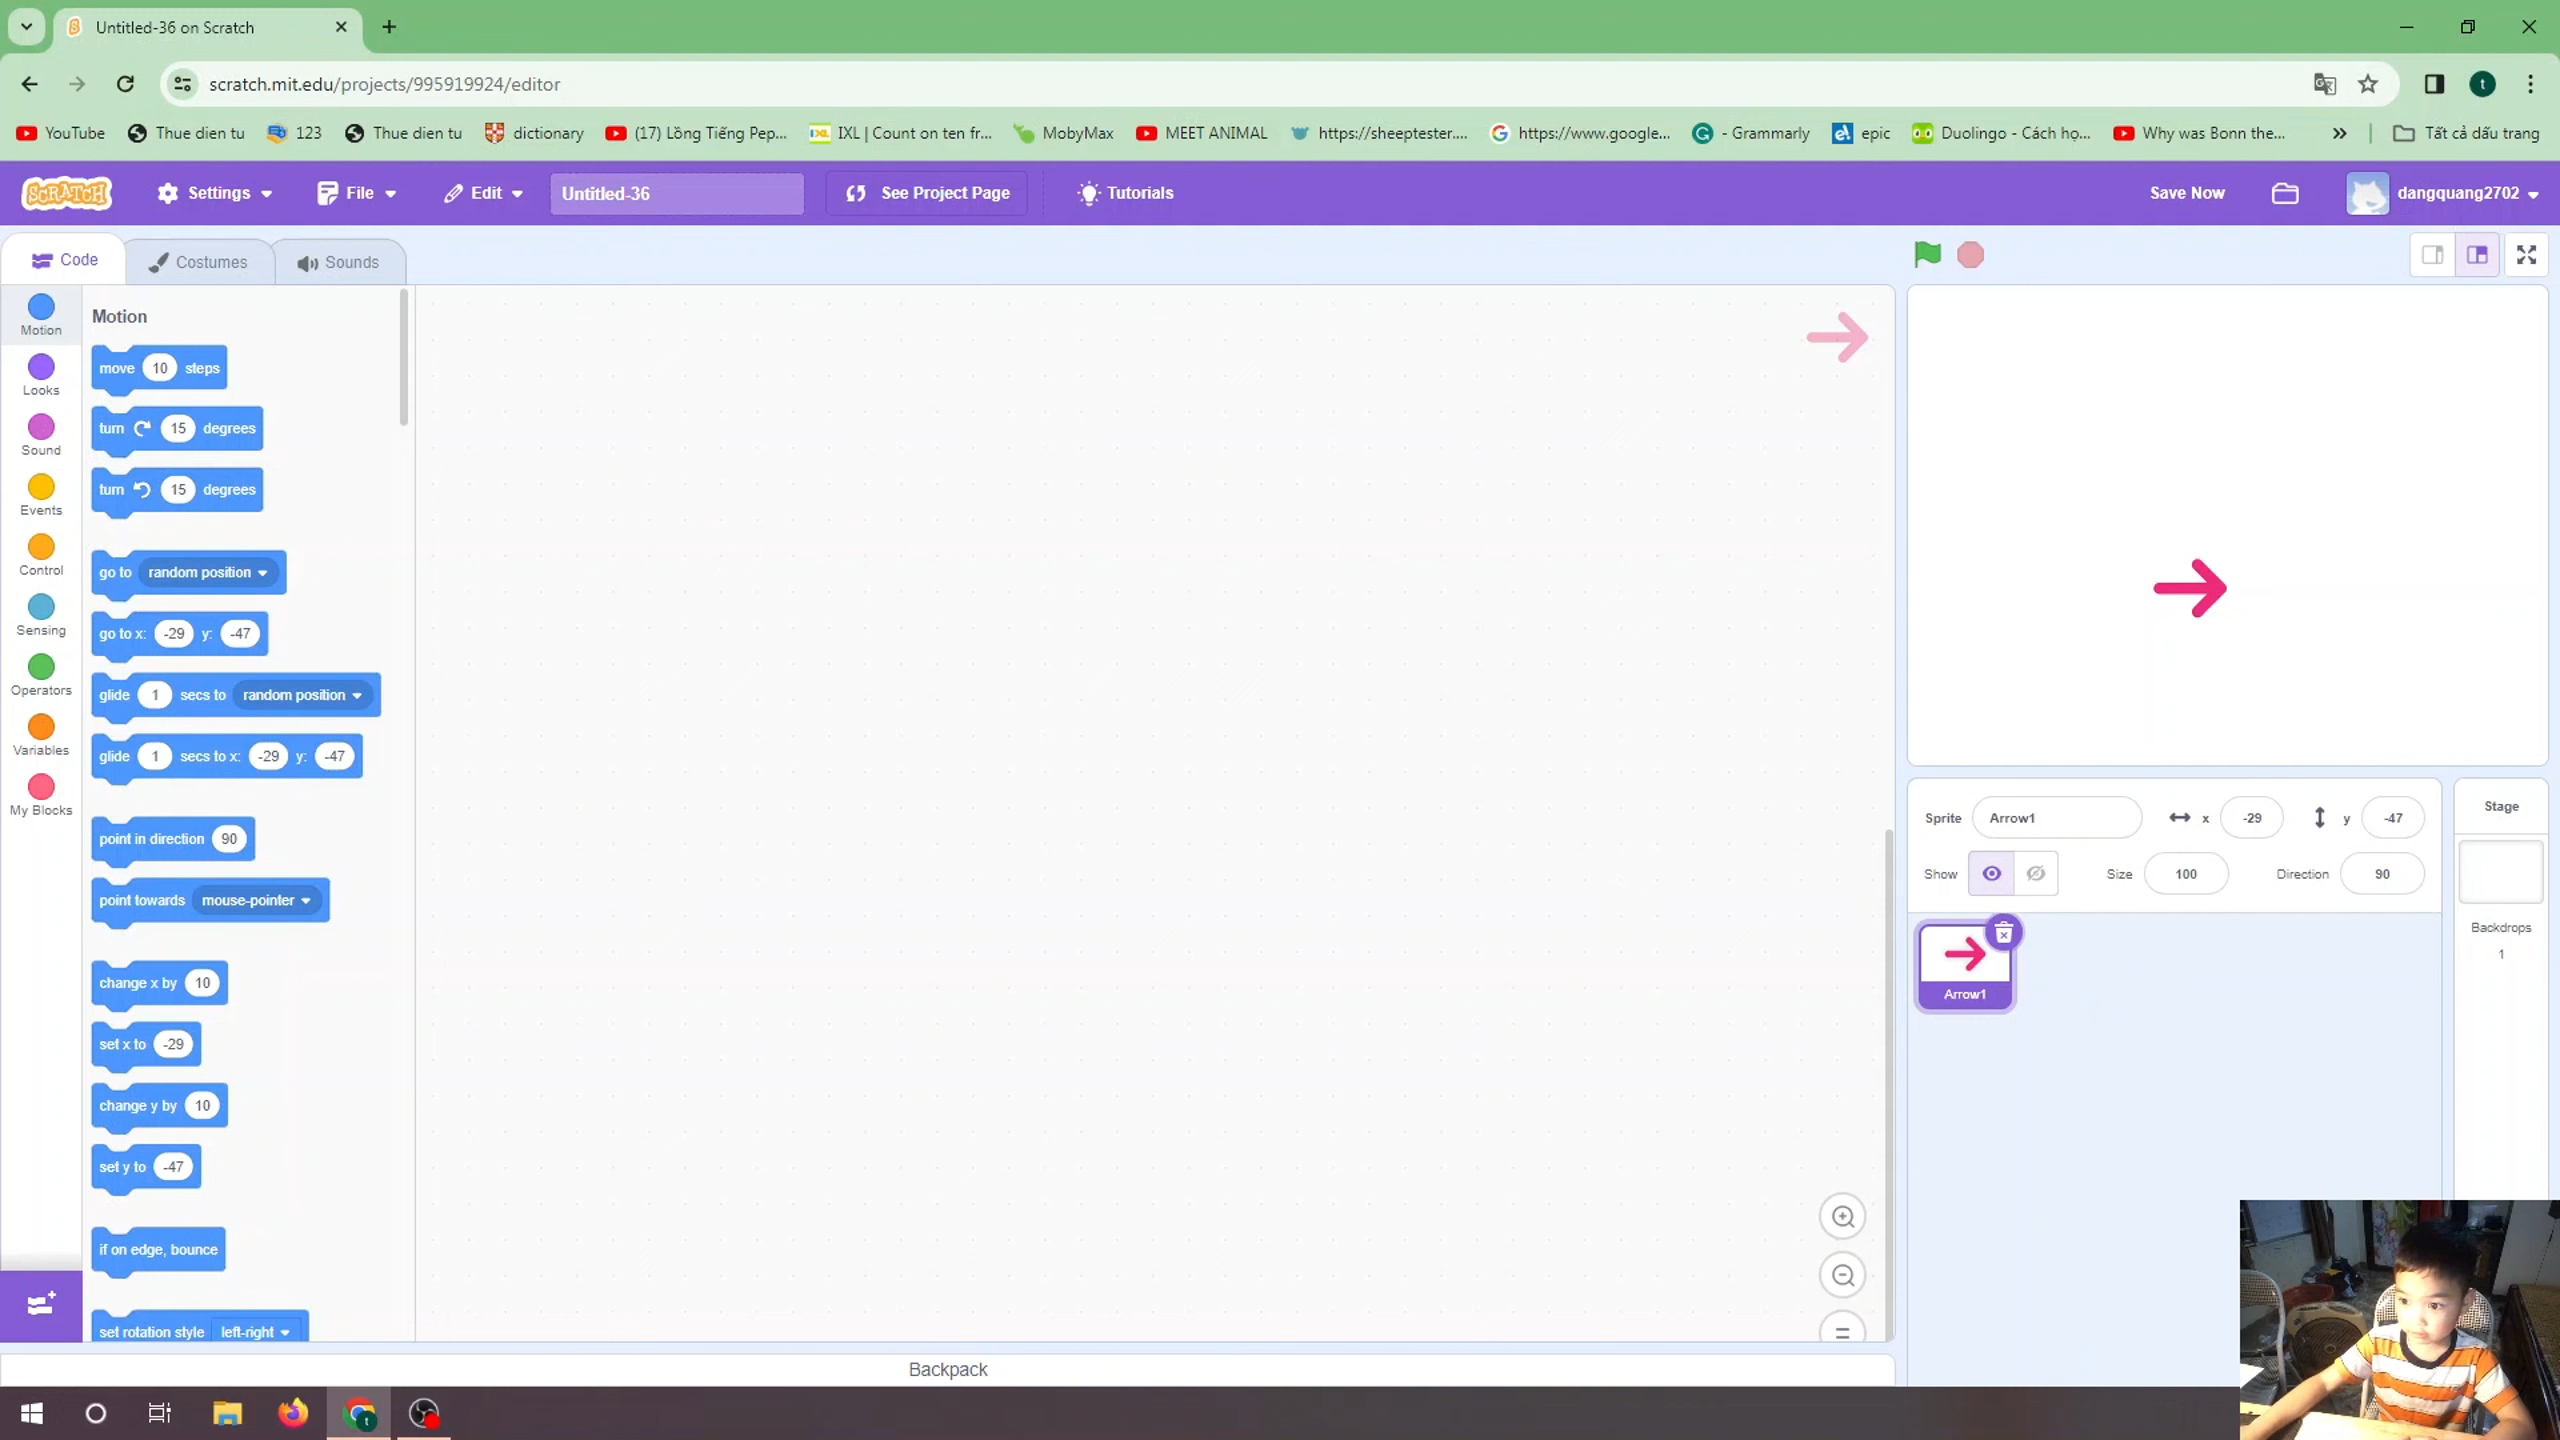 Untitled-36 on Scratch
scratch.mit.edu/projects/995919924/editor
YouTube Thue dien tu 123 Thue dien tu dictionary (17) Lồng Tiếng Pep... IXL | Count on ten fr... MobyMax MEET ANIMAL https://sheeptester.... https://www.google... - Grammarly epic Duolingo - Cách họ... Why was Bonn the... » Tất cả dấu trang
SCRATCH Settings File Edit Untitled-36 See Project Page Tutorials Save Now dangquang2702
Code Costumes Sounds
Motion
Looks
Sound
Events
Control
Sensing
Operators
Variables
My Blocks
Motion
move 10 steps
turn 15 degrees
turn 15 degrees
go to random position
go to x: -29 y: -47
glide 1 secs to random position
glide 1 secs to x: -29 y: -47
point in direction 90
point towards mouse-pointer
change x by 10
set x to -29
change y by 10
set y to -47
if on edge, bounce
set rotation style left-right
Backpack
Sprite Arrow1 x -29 y -47
Show Size 100 Direction 90
Arrow1
Stage
Backdrops
1